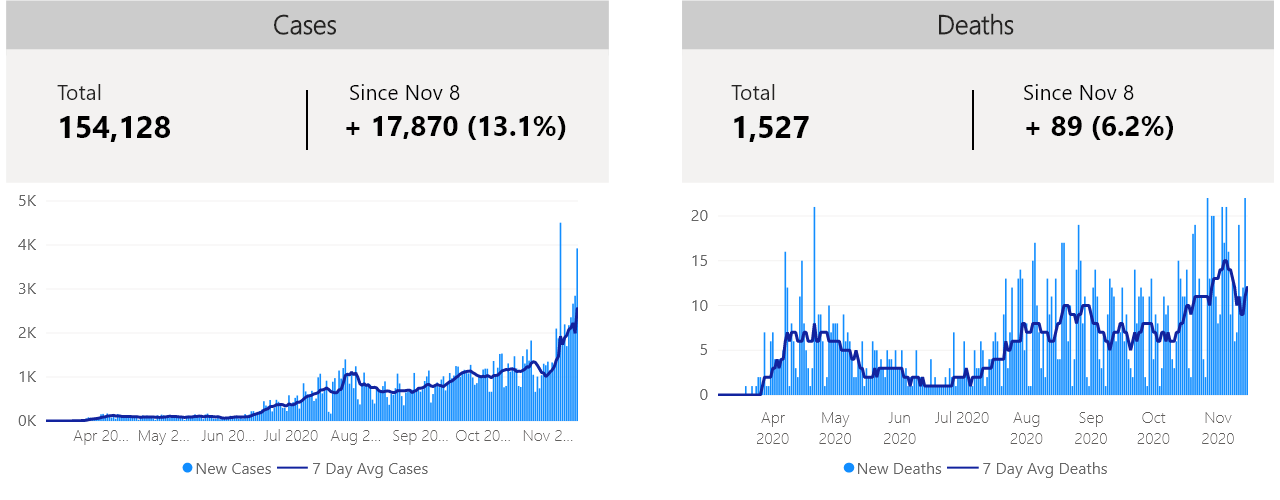 Cases
Total
154,128
Since Nov 8
+ 17,870 (13.1%)
5K
4K
3K
2K
1K
0K
Apr 20... May 2... Jun 20... Jul 2020 Aug 2... Sep 20... Oct 20... Nov 2...
New Cases 7 Day Avg Cases
Deaths
Total
1,527
Since Nov 8
+ 89 (6.2%)
20
15
10
5
0
Apr 2020
May 2020
Jun 2020
Jul 2020
Aug 2020
Sep 2020
Oct 2020
Nov 2020
New Deaths 7 Day Avg Deaths